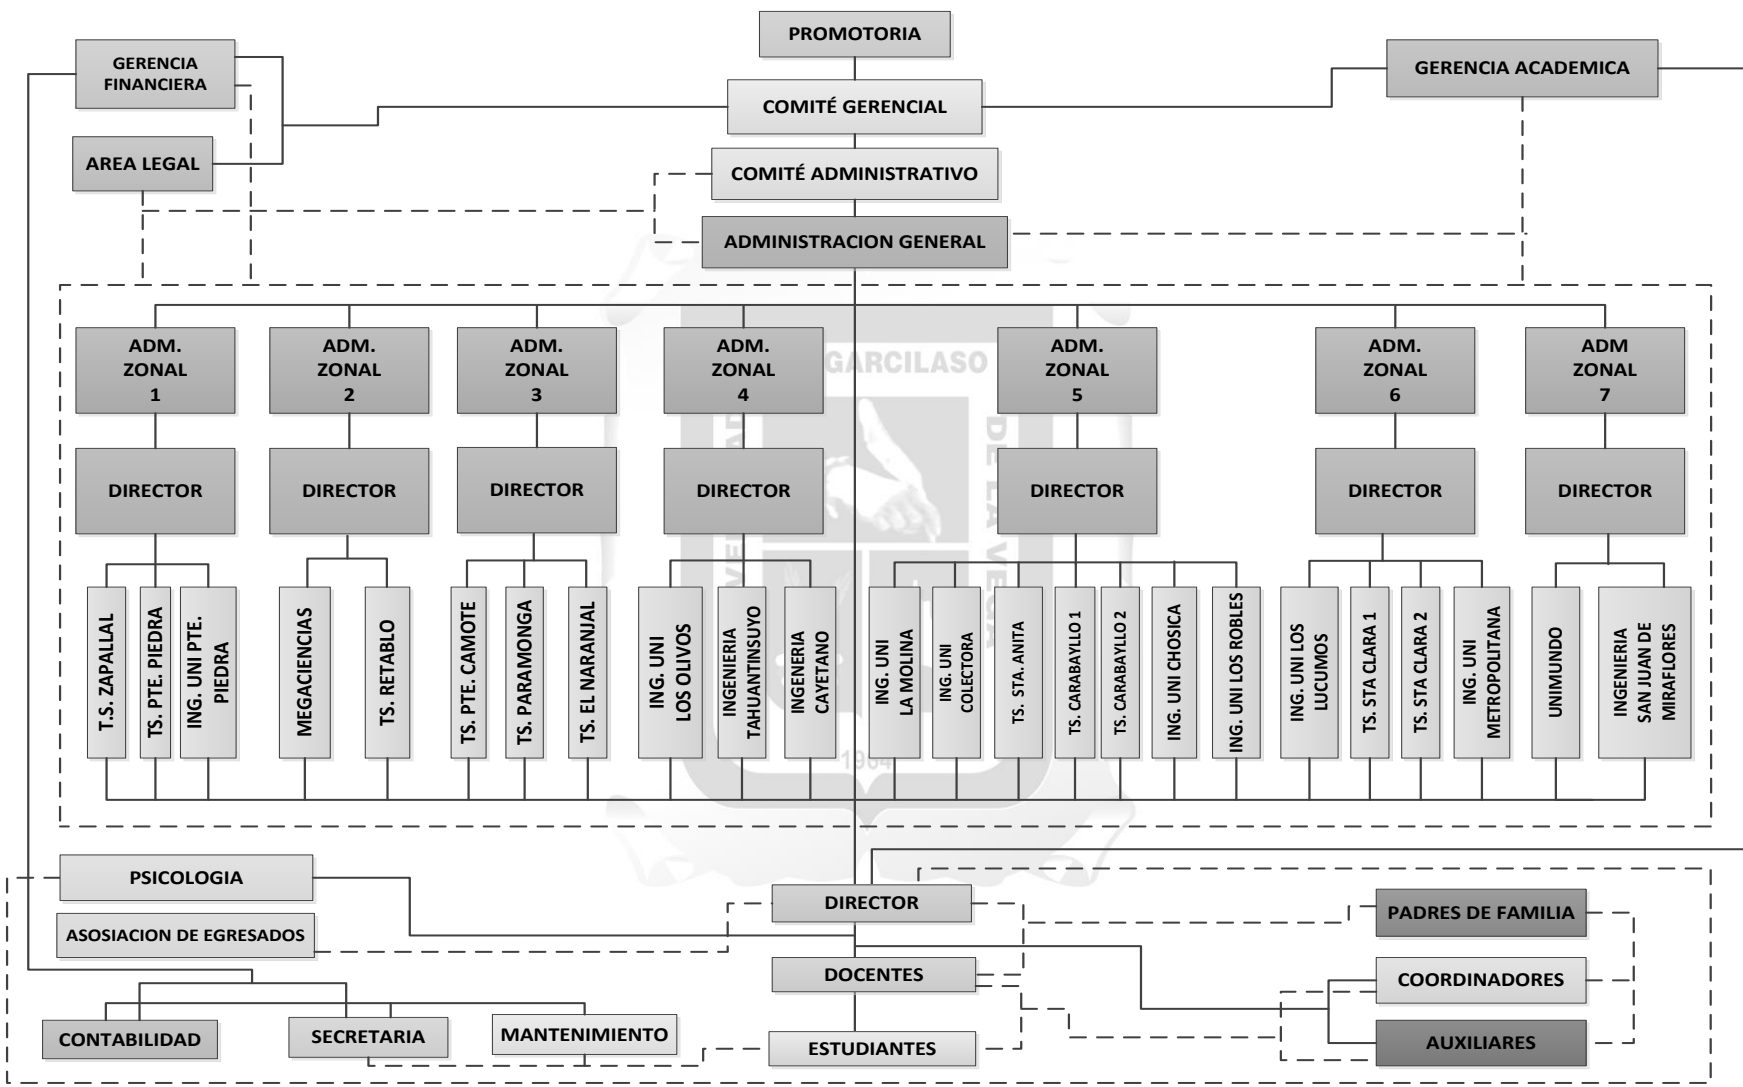 PROMOTORIA
GERENCIA
FINANCIERA
GERENCIA ACADEMICA
COMITÉ GERENCIAL
AREA LEGAL
COMITÉ ADMINISTRATIVO
ADMINISTRACION GENERAL
ADM.
ZONAL
1
ADM.
ZONAL
2
ADM.
ZONAL
3
ADM.
ZONAL
4
ADM.
ZONAL
5
ADM.
ZONAL
6
ADM
ZONAL
7
GARCILASO
DE LA VEGA
DIRECTOR
DIRECTOR
DIRECTOR
DIRECTOR
DIRECTOR
DIRECTOR
DIRECTOR
T.S. ZAPALLAL
TS. PTE. PIEDRA
ING. UNI PTE.
PIEDRA
MEGACIENCIAS
TS. RETABLO
TS. PTE. CAMOTE
TS. PARAMONGA
TS. EL NARANJAL
ING. UNI
LOS OLIVOS
INGENIERIA
TAHUANTINSUYO
INGENERIA
CAYETANO
ING. UNI
LA MOLINA
ING. UNI
COLECTORA
TS. STA. ANITA
TS. CARABAYLLO 1
TS. CARABAYLLO 2
ING. UNI CHOSICA
ING. UNI LOS ROBLES
ING. UNI LOS
LUCUMOS
TS. STA CLARA 1
TS. STA CLARA 2
ING. UNI
METROPOLITANA
UNIMUNDO
INGENIERIA
SAN JUAN DE
MIRAFLORES
1964
PSICOLOGIA
DIRECTOR
PADRES DE FAMILIA
ASOSIACION DE EGRESADOS
DOCENTES
COORDINADORES
CONTABILIDAD
SECRETARIA
MANTENIMIENTO
ESTUDIANTES
AUXILIARES